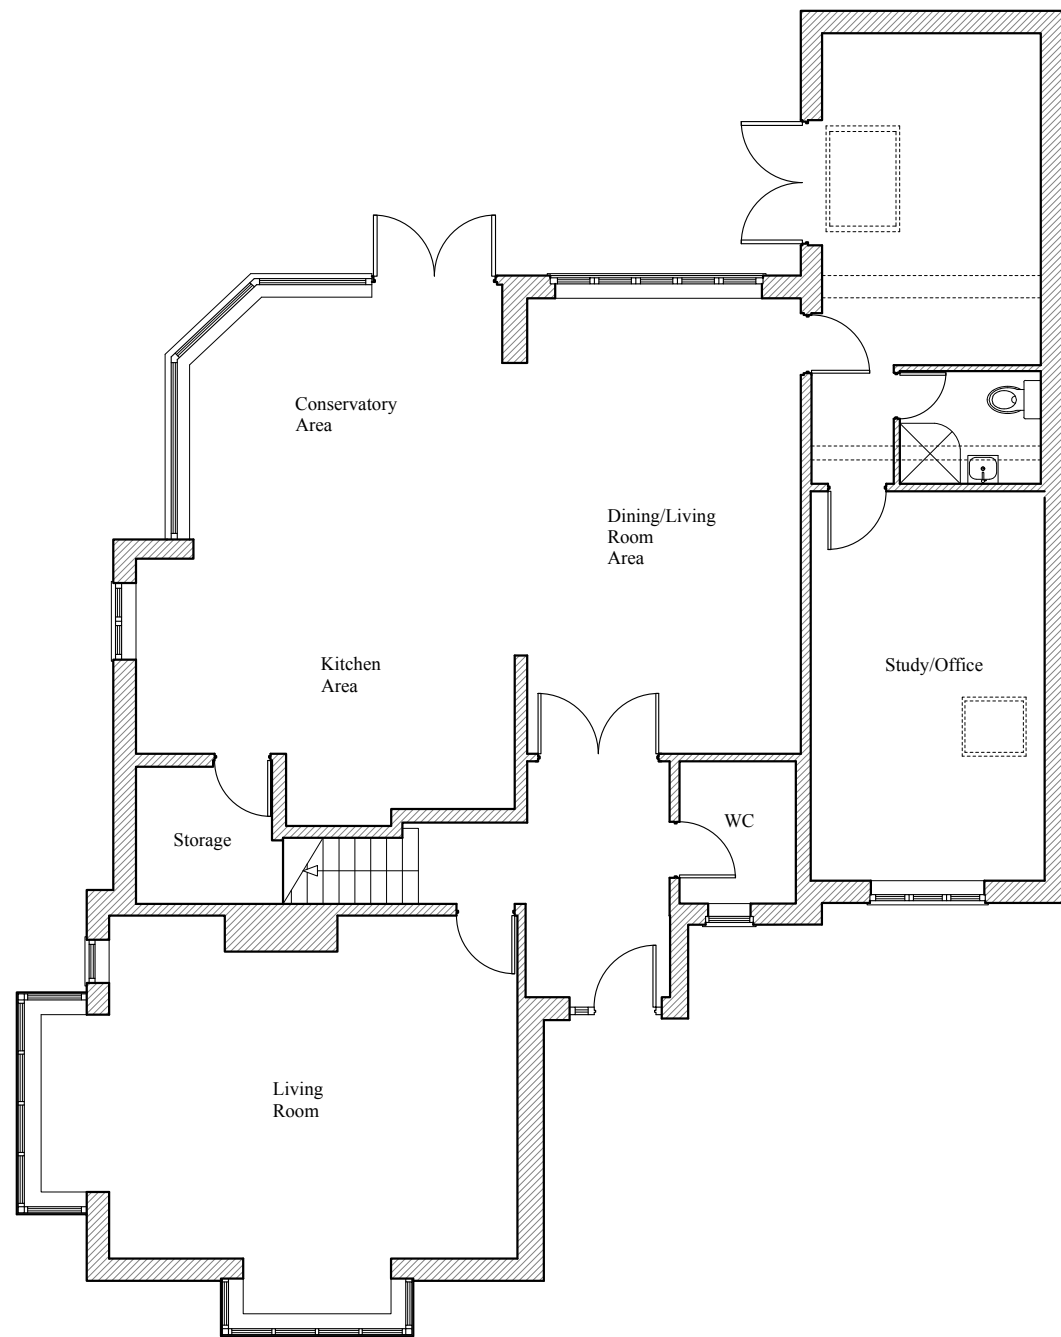 Conservatory
Area
Dining/Living
Room
Area
Kitchen
Area
Study/Office
Storage
WC
Living
Room